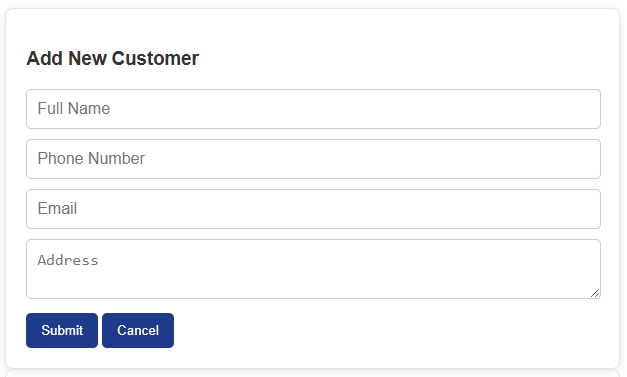 Add New Customer
Full Name
Phone Number
Email
Address
Submit Cancel